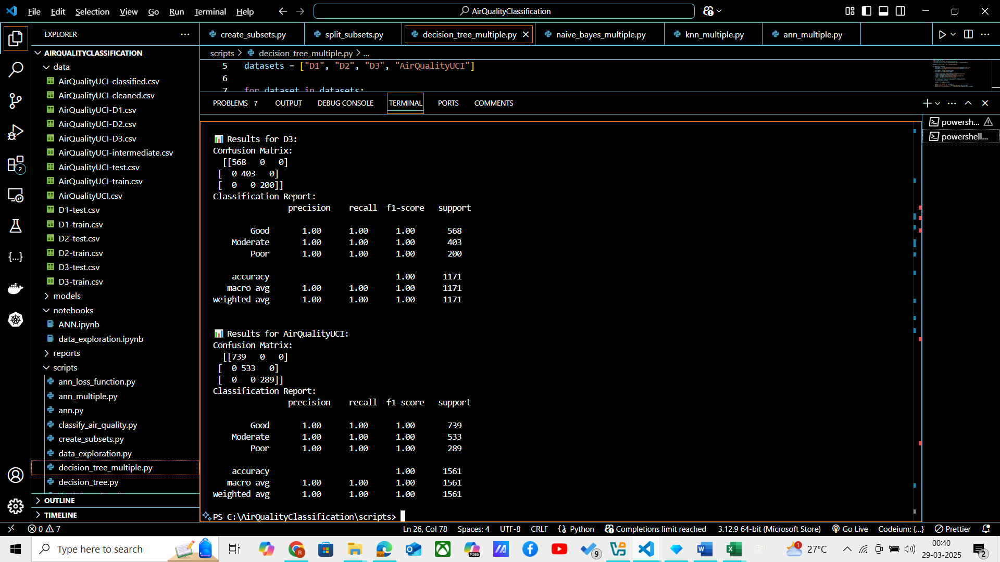 File Edit Selection View Go Run Terminal Help
AirQualityClassification
EXPLORER
create_subsets.py
split_subsets.py
decision_tree_multiple.py
naive_bayes_multiple.py
knn_multiple.py
ann_multiple.py
AIRQUALITYCLASSIFICATION
data
AirQualityUCI-classified.csv
AirQualityUCI-cleaned.csv
AirQualityUCI-D1.csv
AirQualityUCI-D2.csv
AirQualityUCI-D3.csv
AirQualityUCI-intermediate.csv
AirQualityUCI-test.csv
AirQualityUCI-train.csv
AirQualityUCI.csv
D1-test.csv
D1-train.csv
D2-test.csv
D2-train.csv
D3-test.csv
D3-train.csv
models
notebooks
ANN.ipynb
data_exploration.ipynb
reports
scripts
ann_loss_function.py
ann_multiple.py
ann.py
classify_air_quality.py
create_subsets.py
data_exploration.py
decision_tree_multiple.py
decision_tree.py
OUTLINE
TIMELINE
2
scripts > decision_tree_multiple.py > ...
5 datasets = ["D1", "D2", "D3", "AirQualityUCI"]
6
7 for dataset in datasets:
PROBLEMS 7 OUTPUT DEBUG CONSOLE TERMINAL PORTS COMMENTS
powersh...
powershell...
📊 Results for D3:
Confusion Matrix:
[[568 0 0]
[ 0 403 0]
[ 0 0 200]]
Classification Report:
precision recall f1-score support
Good 1.00 1.00 1.00 568
Moderate 1.00 1.00 1.00 403
Poor 1.00 1.00 1.00 200
accuracy 1.00 1171
macro avg 1.00 1.00 1.00 1171
weighted avg 1.00 1.00 1.00 1171
📊 Results for AirQualityUCI:
Confusion Matrix:
[[739 0 0]
[ 0 533 0]
[ 0 0 289]]
Classification Report:
precision recall f1-score support
Good 1.00 1.00 1.00 739
Moderate 1.00 1.00 1.00 533
Poor 1.00 1.00 1.00 289
accuracy 1.00 1561
macro avg 1.00 1.00 1.00 1561
weighted avg 1.00 1.00 1.00 1561
PS C:\AirQualityClassification\scripts>
0 7 Ln 26, Col 78 Spaces: 4 UTF-8 CRLF Python Completions limit reached 3.12.9 64-bit (Microsoft Store) Go Live Codeium: {...} Prettier
Type here to search
M365
9
1
27°C
00:40
29-03-2025
2